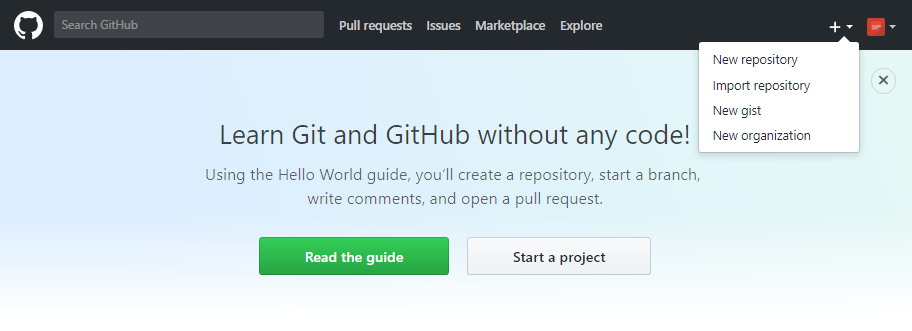 Search GitHub
Pull requests
Issues
Marketplace
Explore
New repository
Import repository
New gist
New organization
Learn Git and GitHub without any code!
Using the Hello World guide, you’ll create a repository, start a branch,
write comments, and open a pull request.
Read the guide
Start a project